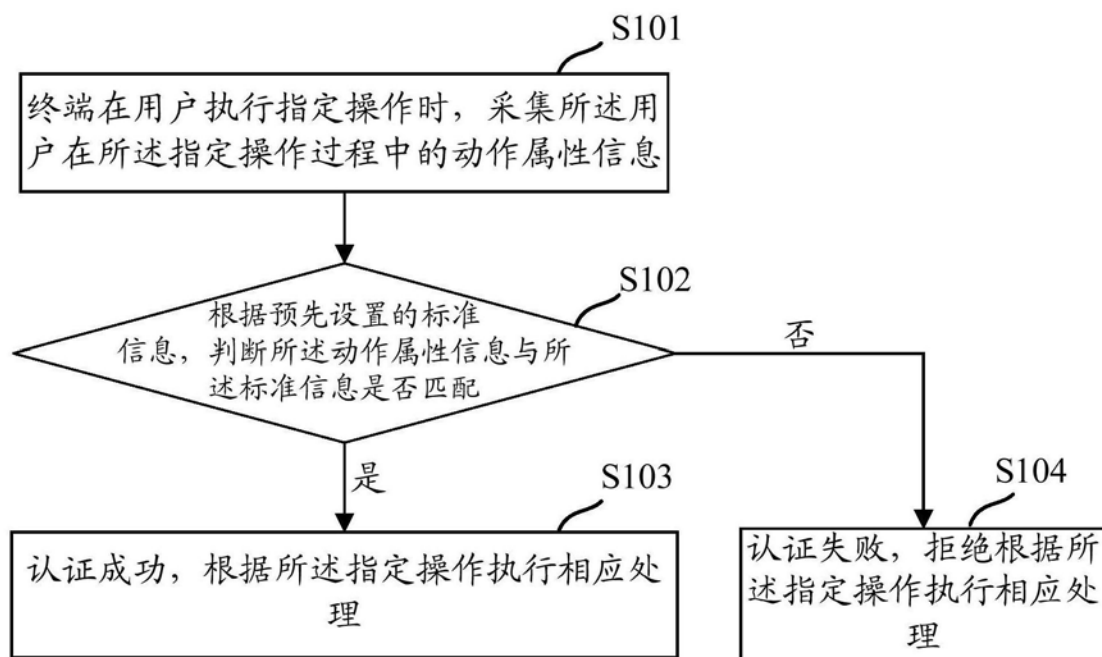 S101
终端在用户执行指定操作时，采集所述用
户在所述指定操作过程中的动作属性信息
S102
根据预先设置的标准
信息，判断所述动作属性信息与所
述标准信息是否匹配
否
是
S103
认证成功，根据所述指定操作执行相应处
理
S104
认证失败，拒绝根据所
述指定操作执行相应处
理